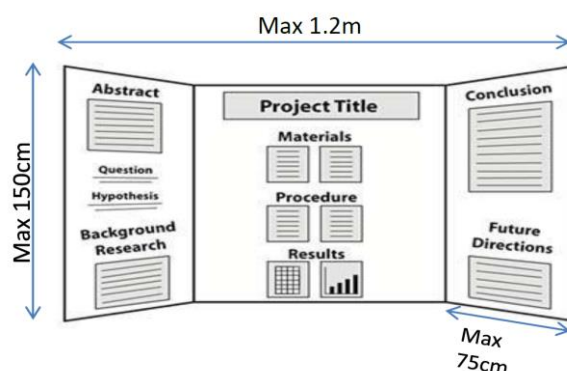 Max 1.2m
Max 150cm
Abstract
Question
Hypothesis
Background
Research
Project Title
Materials
Procedure
Results
Conclusion
Future
Directions
Max
75cm